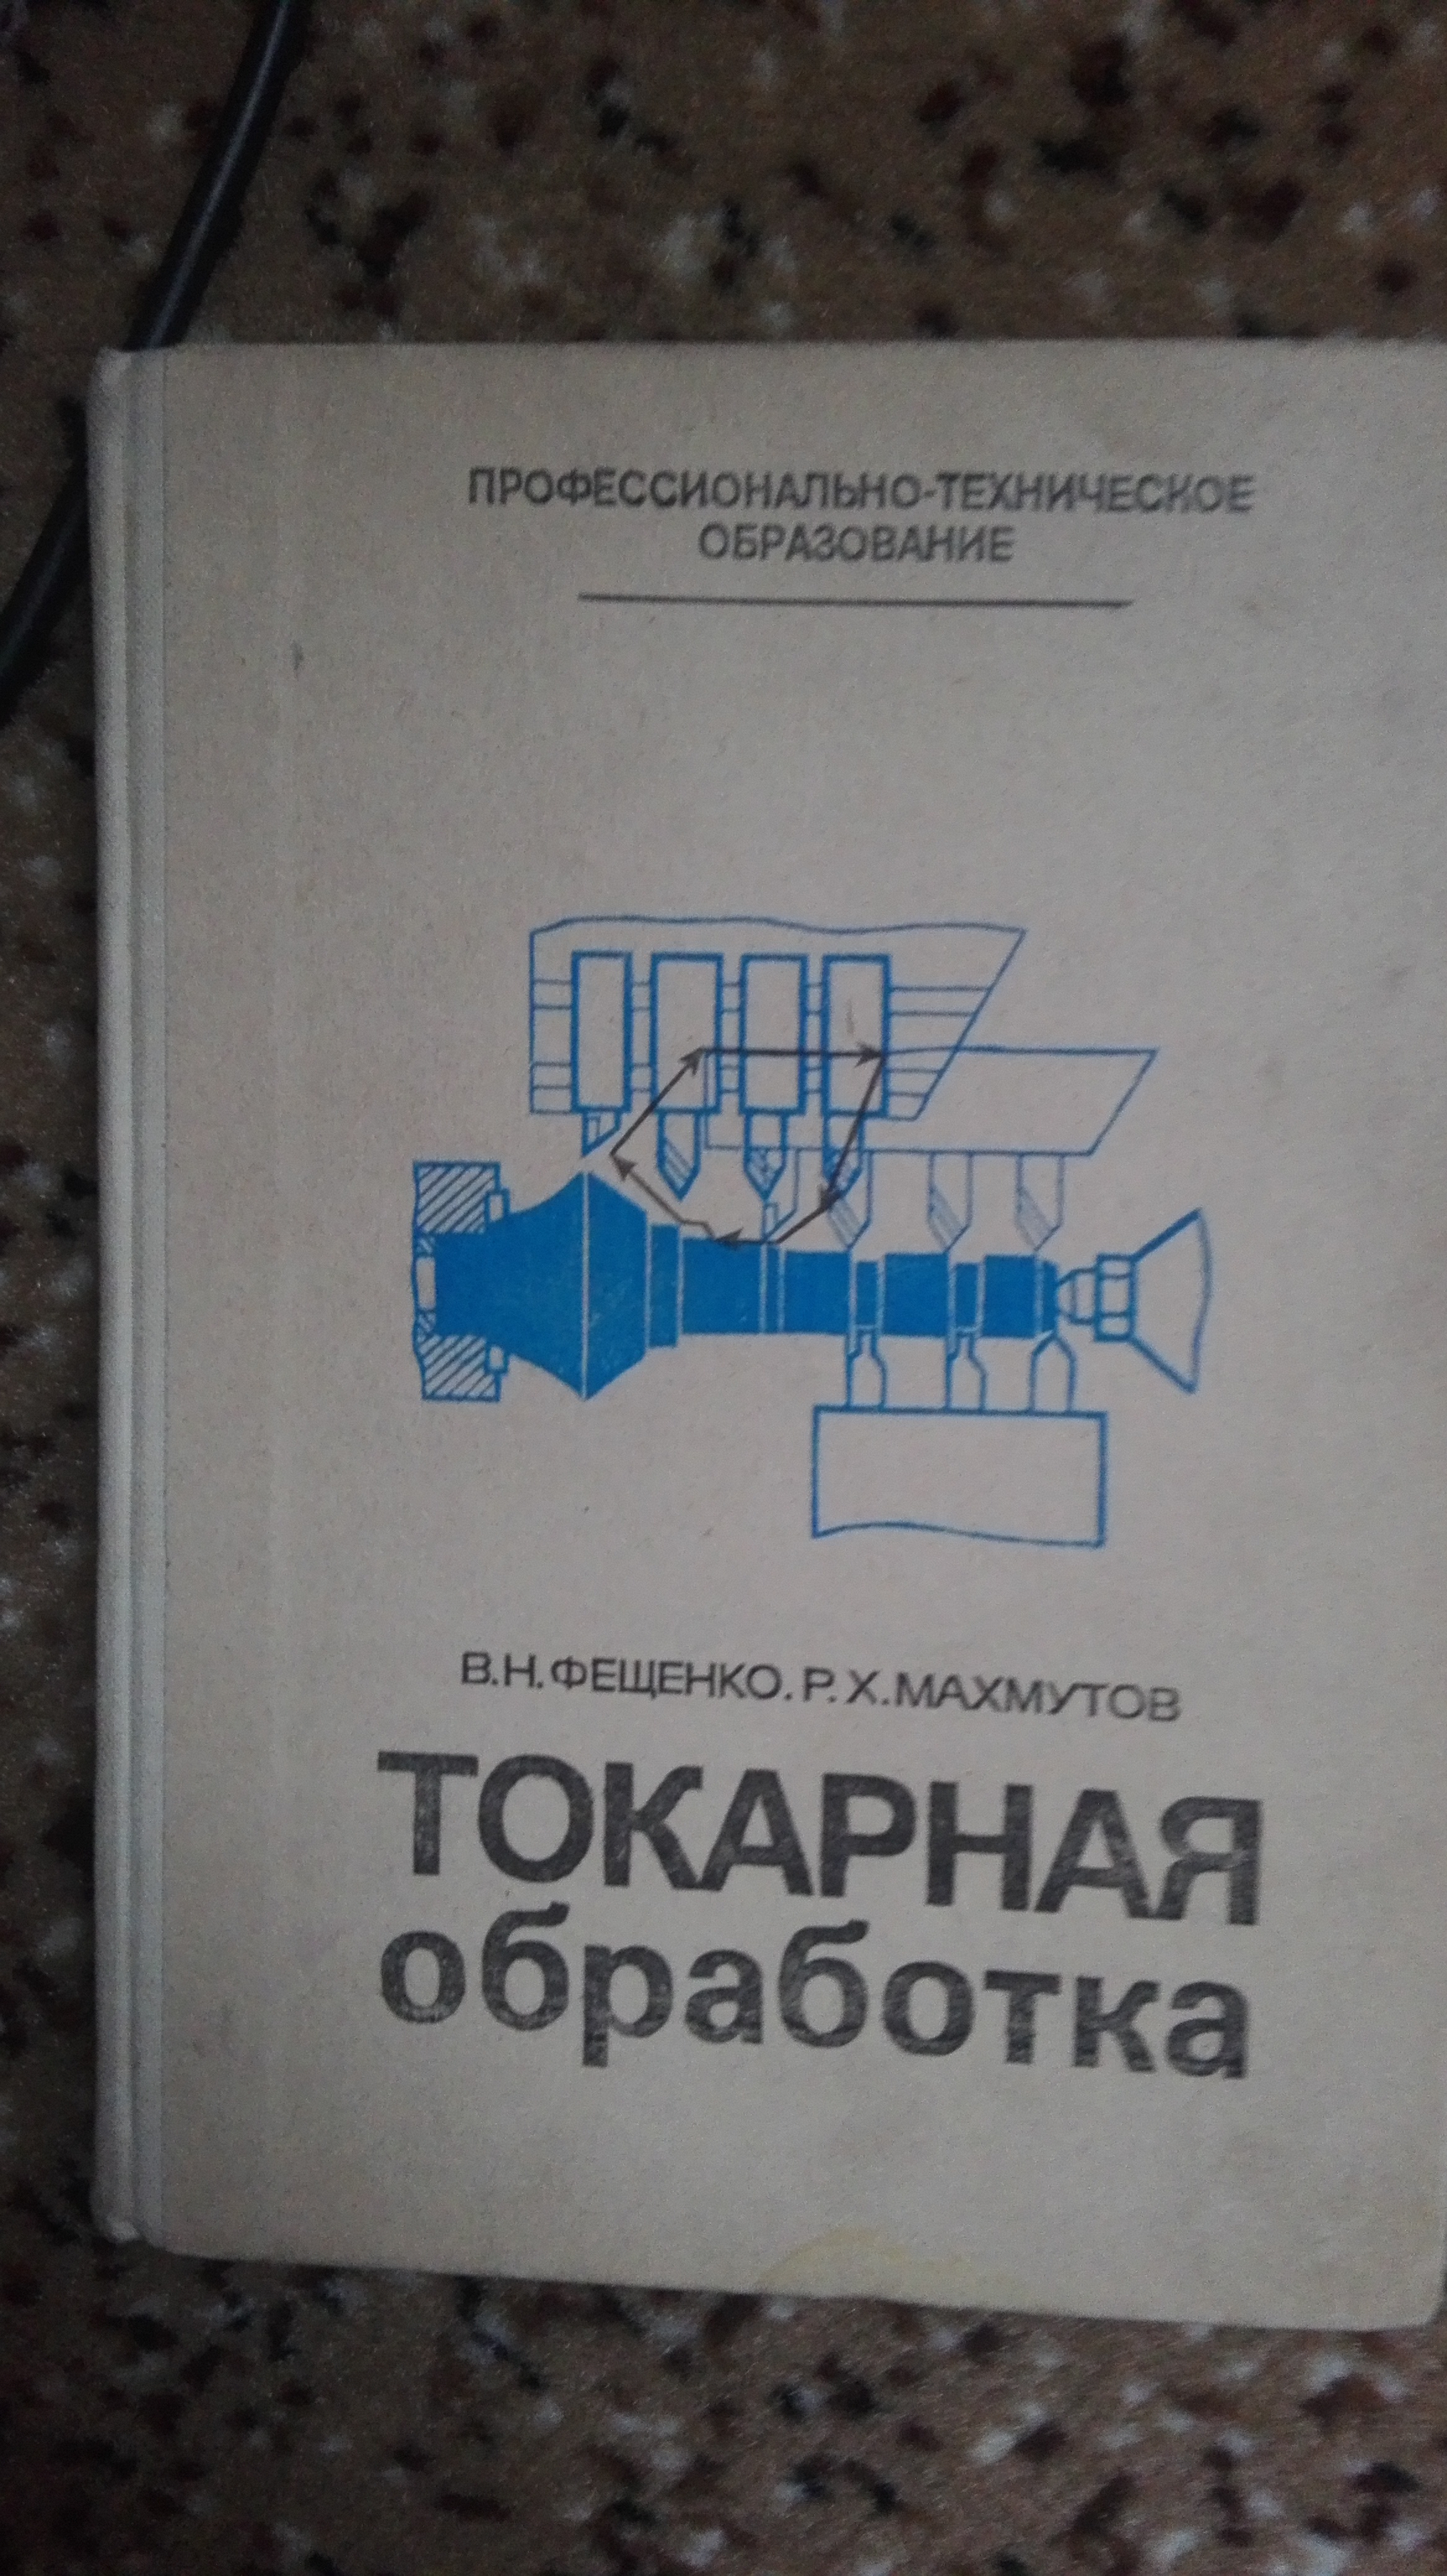 ПРОФЕССИОНАЛЬНО-ТЕХНИЧЕСКОЕ
ОБРАЗОВАНИЕ
В.Н.ФЕЩЕНКО.Р.Х.МАХМУТОВ
ТОКАРНАЯ
обработка